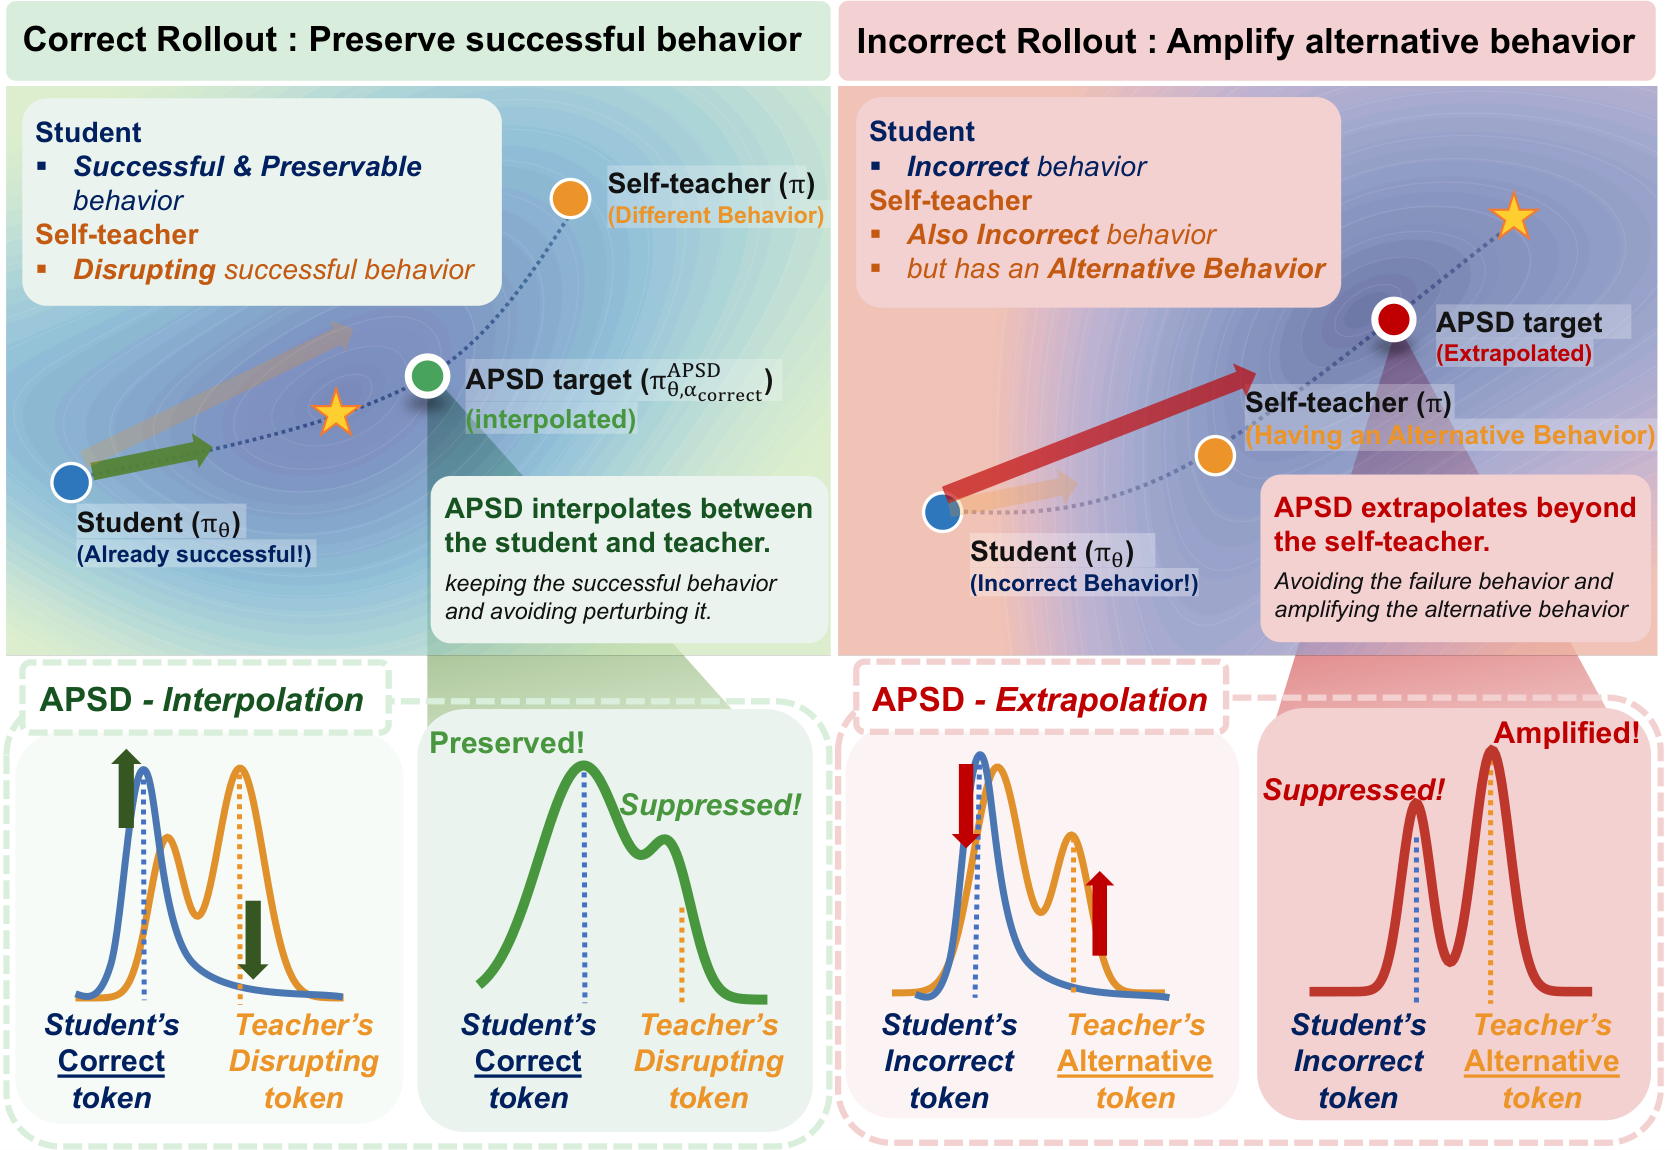 Correct Rollout : Preserve successful behavior
Student
▪ Successful & Preservable
behavior
Self-teacher
▪ Disrupting successful behavior
Self-teacher (π)
(Different Behavior)
APSD target (π^APSD_θ,α_correct)
(interpolated)
Student (π_θ)
(Already successful!)
APSD interpolates between
the student and teacher.
keeping the successful behavior
and avoiding perturbing it.
APSD - Interpolation
Preserved!
Suppressed!
Student's
Correct
token
Teacher's
Disrupting
token
Student's
Correct
token
Teacher's
Disrupting
token
Incorrect Rollout : Amplify alternative behavior
Student
▪ Incorrect behavior
Self-teacher
▪ Also Incorrect behavior
▪ but has an Alternative Behavior
APSD target
(Extrapolated)
Self-teacher (π)
(Having an Alternative Behavior)
Student (π_θ)
(Incorrect Behavior!)
APSD extrapolates beyond
the self-teacher.
Avoiding the failure behavior and
amplifying the alternative behavior
APSD - Extrapolation
Amplified!
Suppressed!
Student's
Incorrect
token
Teacher's
Alternative
token
Student's
Incorrect
token
Teacher's
Alternative
token